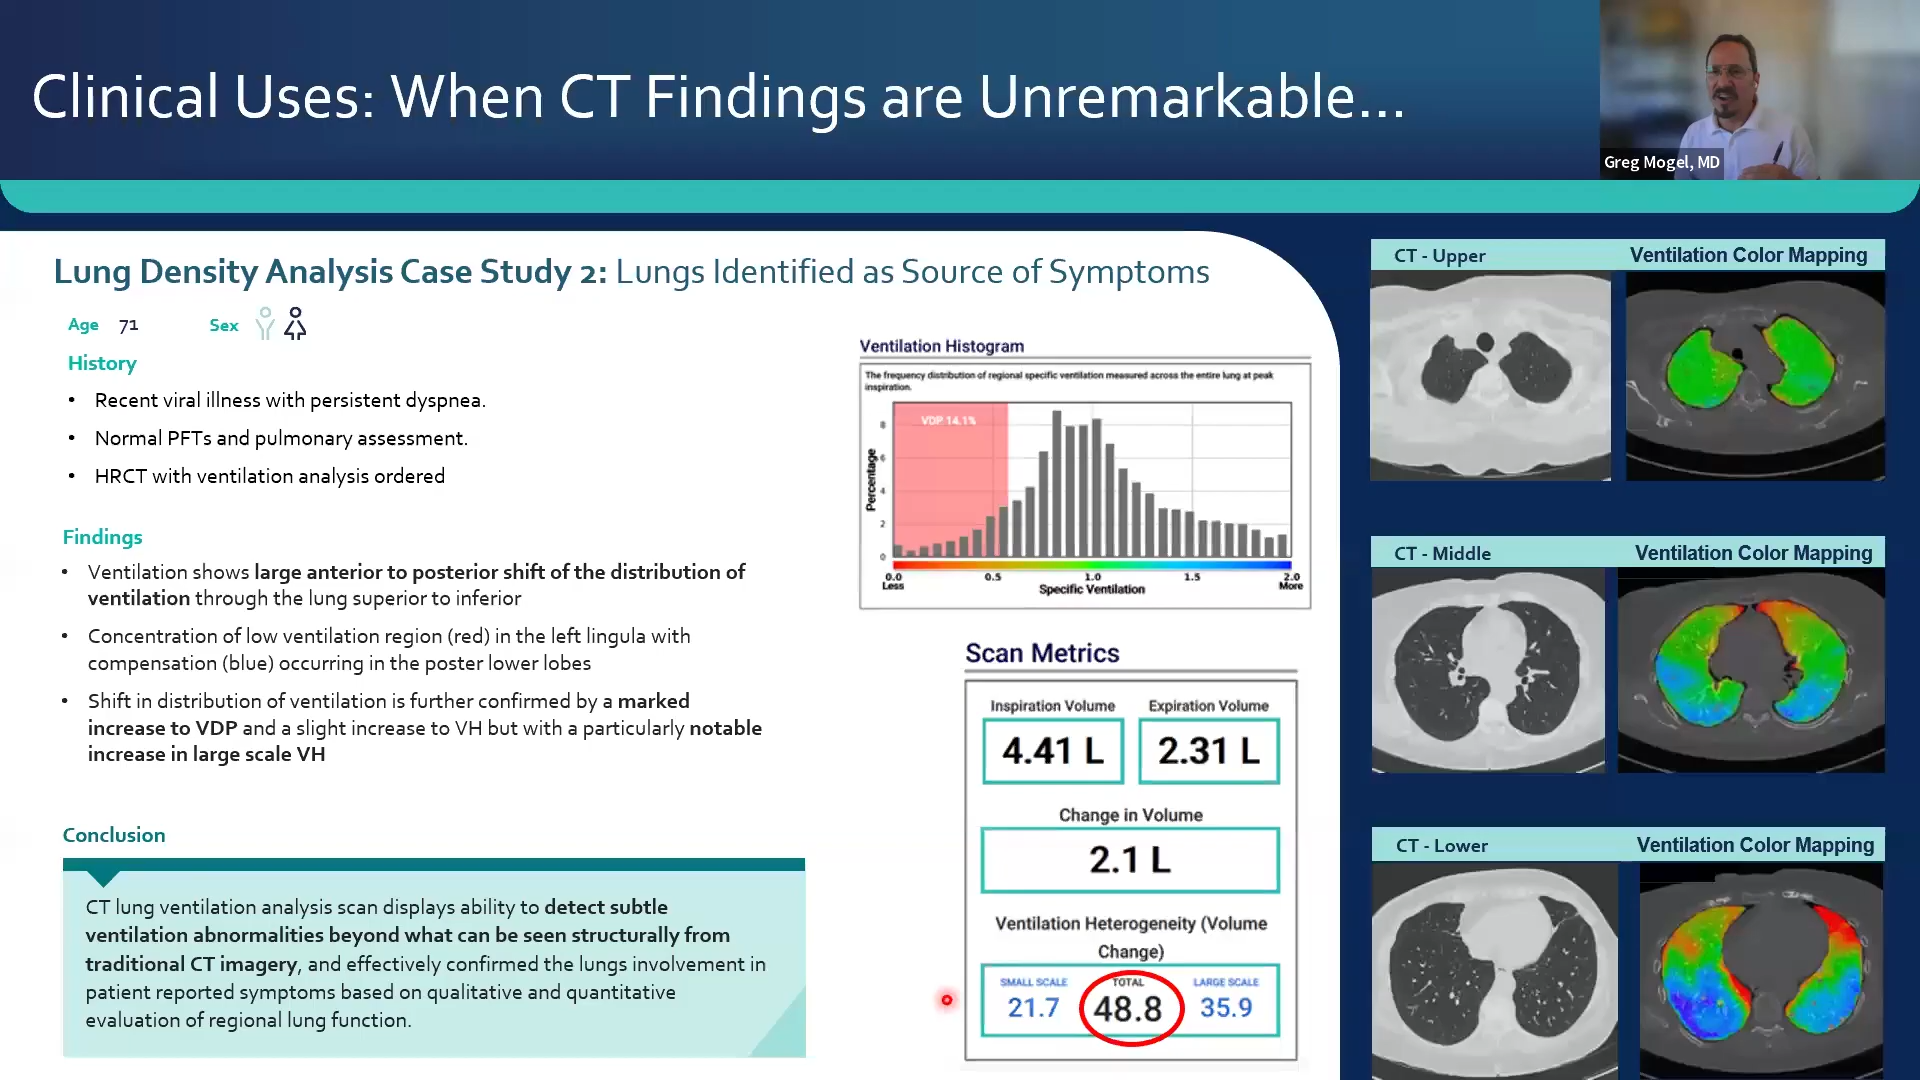 Clinical Uses: When CT Findings are Unremarkable...
Greg Mogel, MD
Lung Density Analysis Case Study 2: Lungs Identified as Source of Symptoms
Age 71 Sex
History
• Recent viral illness with persistent dyspnea.
• Normal PFTs and pulmonary assessment.
• HRCT with ventilation analysis ordered
Findings
• Ventilation shows large anterior to posterior shift of the distribution of
ventilation through the lung superior to inferior
• Concentration of low ventilation region (red) in the left lingula with
compensation (blue) occurring in the poster lower lobes
• Shift in distribution of ventilation is further confirmed by a marked
increase to VDP and a slight increase to VH but with a particularly notable
increase in large scale VH
Conclusion
CT lung ventilation analysis scan displays ability to detect subtle
ventilation abnormalities beyond what can be seen structurally from
traditional CT imagery, and effectively confirmed the lungs involvement in
patient reported symptoms based on qualitative and quantitative
evaluation of regional lung function.
Ventilation Histogram
The frequency distribution of regional specific ventilation measured across the entire lung at peak
inspiration.
VDP 14.1%
Percentage
8
6
4
2
0
0.0 0.5 1.0 1.5 2.0
Less Specific Ventilation More
Scan Metrics
Inspiration Volume Expiration Volume
4.41 L 2.31 L
Change in Volume
2.1 L
Ventilation Heterogeneity (Volume
Change)
SMALL SCALE TOTAL LARGE SCALE
21.7 48.8 35.9
CT - Upper Ventilation Color Mapping
CT - Middle Ventilation Color Mapping
CT - Lower Ventilation Color Mapping